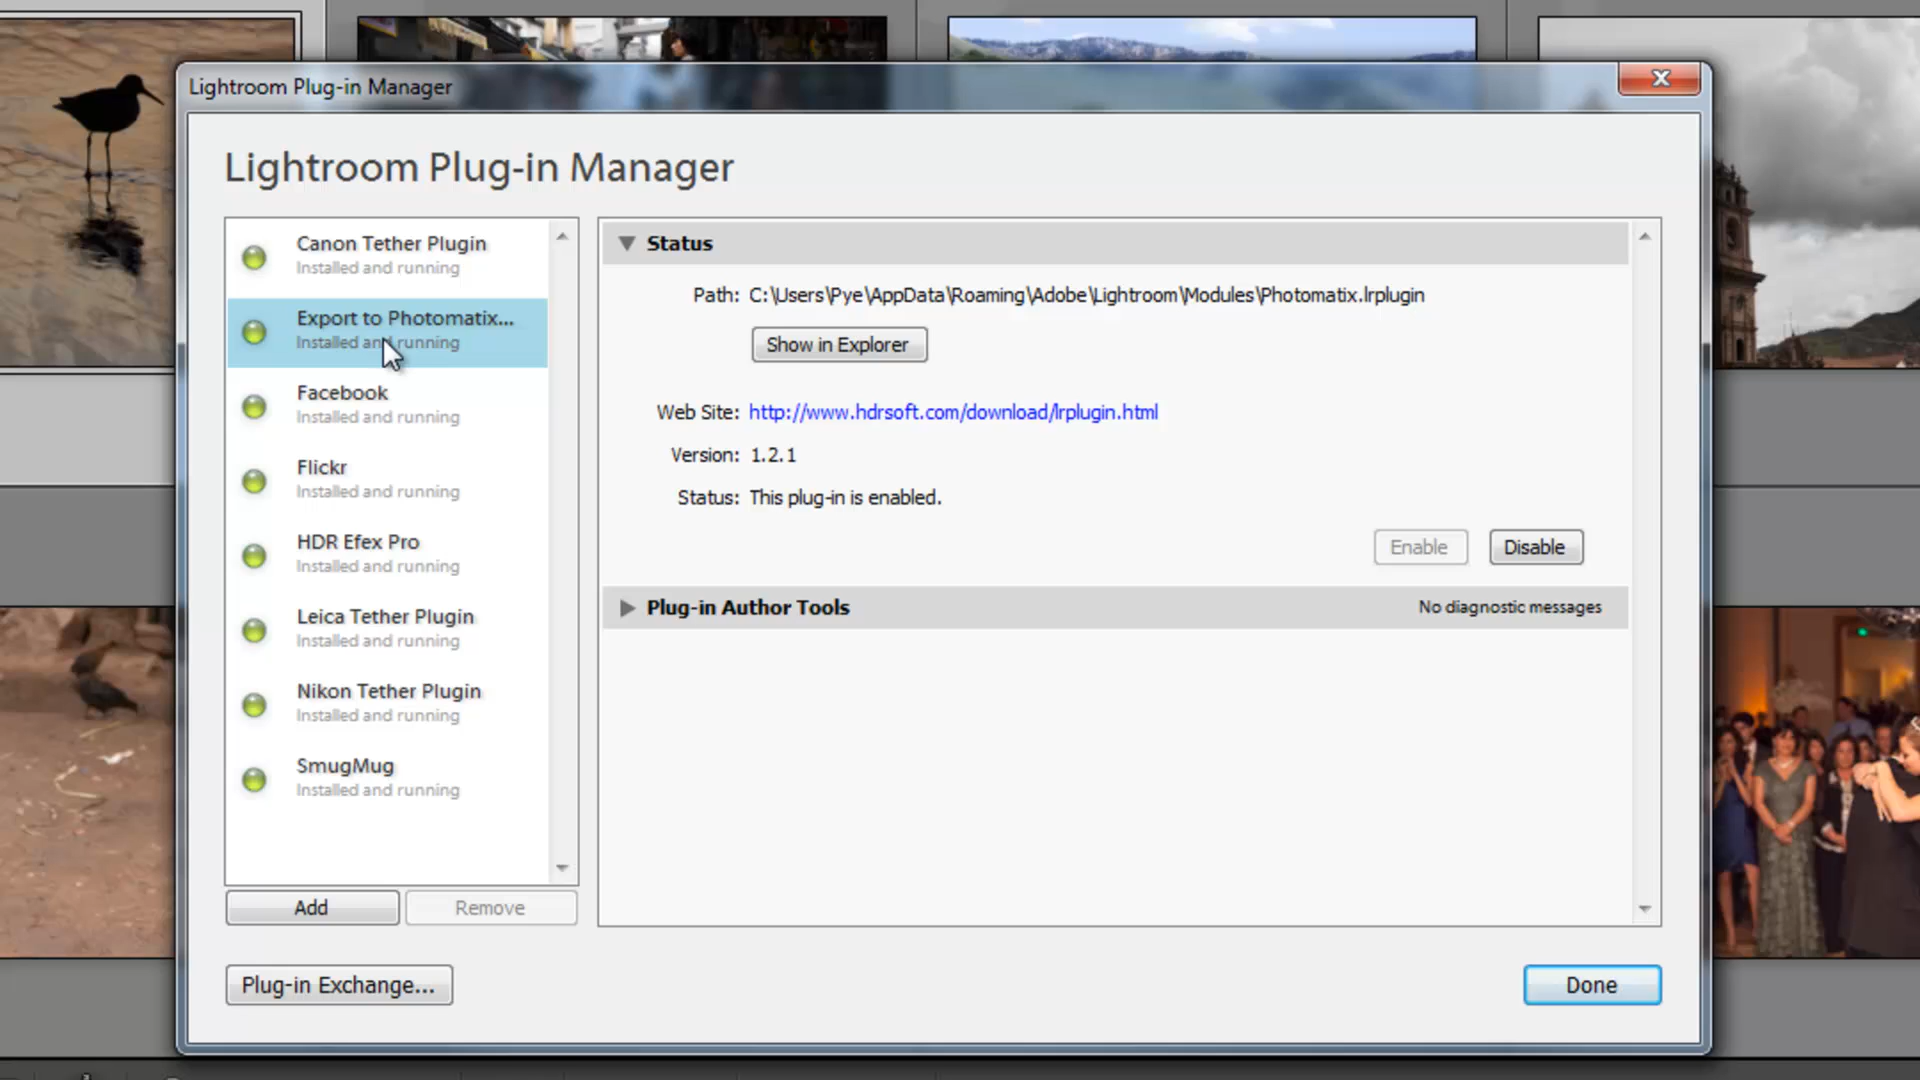 Lightroom Plug-in Manager
Lightroom Plug-in Manager
Canon Tether Plugin
Installed and running
Export to Photomatix...
Installed and running
Facebook
Installed and running
Flickr
Installed and running
HDR Efex Pro
Installed and running
Leica Tether Plugin
Installed and running
Nikon Tether Plugin
Installed and running
SmugMug
Installed and running
Add
Remove
Plug-in Exchange...
Status
Path: C:\Users\Pye\AppData\Roaming\Adobe\Lightroom\Modules\Photomatix.lrplugin
Show in Explorer
Web Site: http://www.hdrsoft.com/download/lrplugin.html
Version: 1.2.1
Status: This plug-in is enabled.
Enable
Disable
Plug-in Author Tools
No diagnostic messages
Done